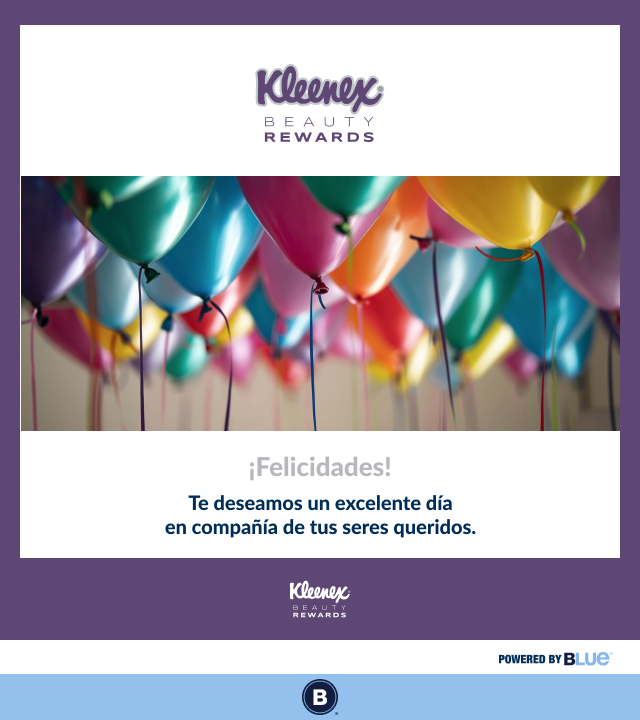 Kleenex®
BEAUTY
REWARDS
¡Felicidades!
Te deseamos un excelente día
en compañía de tus seres queridos.
Kleenex
BEAUTY
REWARDS
POWERED BY BLUE
B